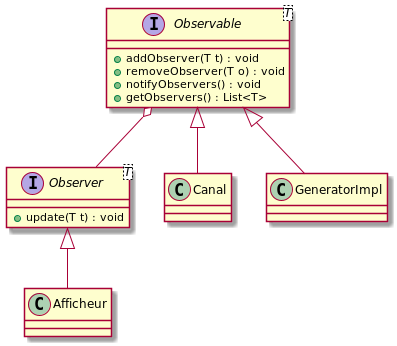 I Observable T
addObserver(T t) : void
removeObserver(T o) : void
notifyObservers() : void
getObservers() : List<T>
I Observer T
C Canal
C GeneratorImpl
update(T t) : void
C Afficheur